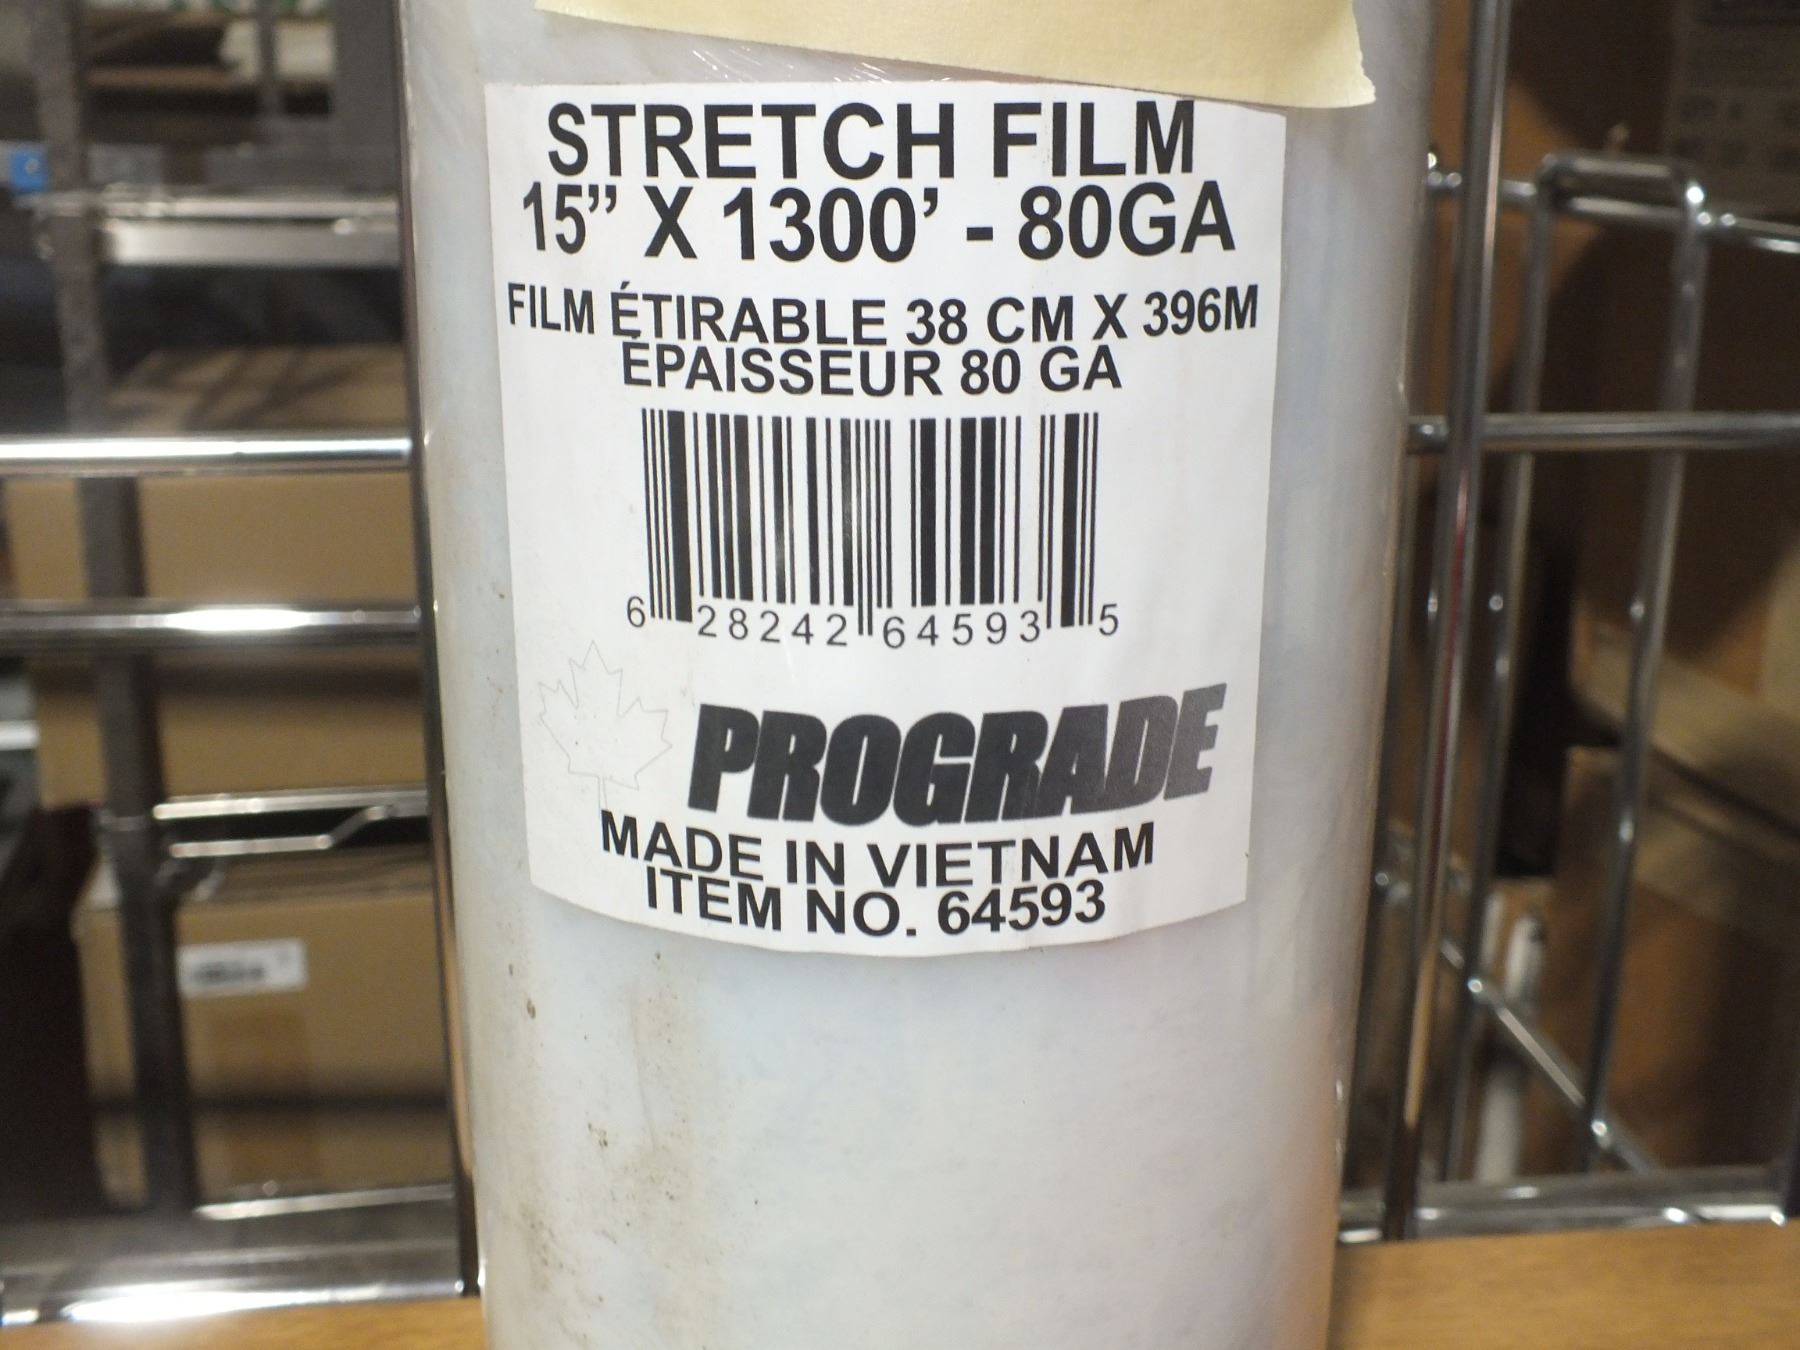 STRETCH FILM
15” X 1300’ - 80GA
FILM ÉTIRABLE 38 CM X 396M
ÉPAISSEUR 80 GA
6 28242 64593 5
PROGRADE
MADE IN VIETNAM
ITEM NO. 64593